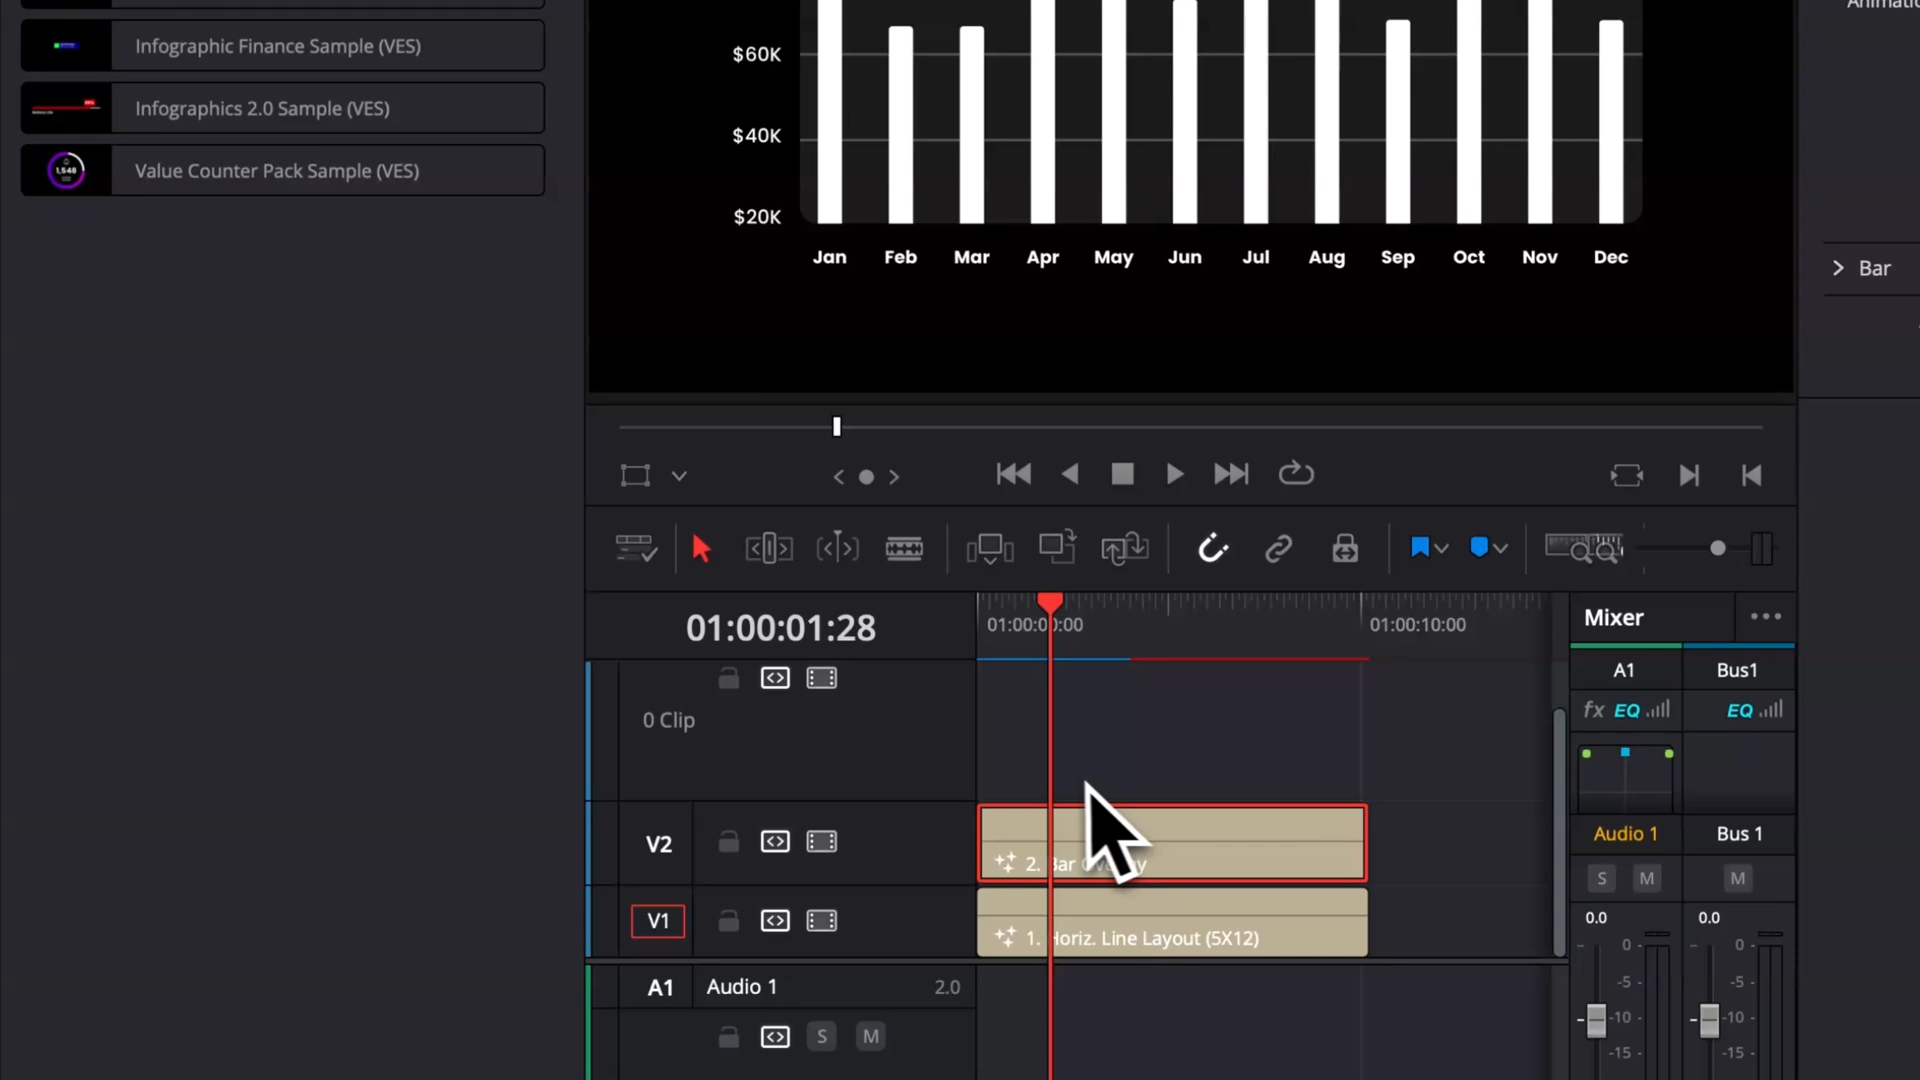 Infographic Finance Sample (VES)
Infographics 2.0 Sample (VES)
1,548
Value Counter Pack Sample (VES)
$60K
$40K
$20K
Jan Feb Mar Apr May Jun Jul Aug Sep Oct Nov Dec
Bar
01:00:01:28
01:00:00:00
01:00:10:00
Mixer
A1
Bus1
fx EQ
EQ
0 Clip
V2
2. Bar
V1
1. Horiz. Line Layout (5X12)
A1
Audio 1
2.0
S M
Audio 1
Bus 1
S M
M
0.0
0.0
0
-5
-10
-15
0
-5
-10
-15